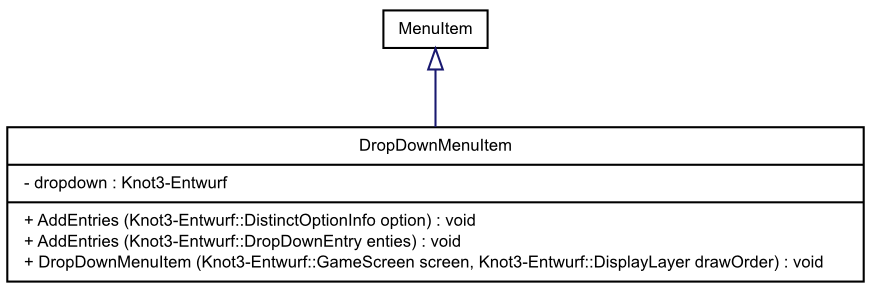 MenuItem
DropDownMenuItem
- dropdown : Knot3-Entwurf
+ AddEntries (Knot3-Entwurf::DistinctOptionInfo option) : void
+ AddEntries (Knot3-Entwurf::DropDownEntry enties) : void
+ DropDownMenuItem (Knot3-Entwurf::GameScreen screen, Knot3-Entwurf::DisplayLayer drawOrder) : void